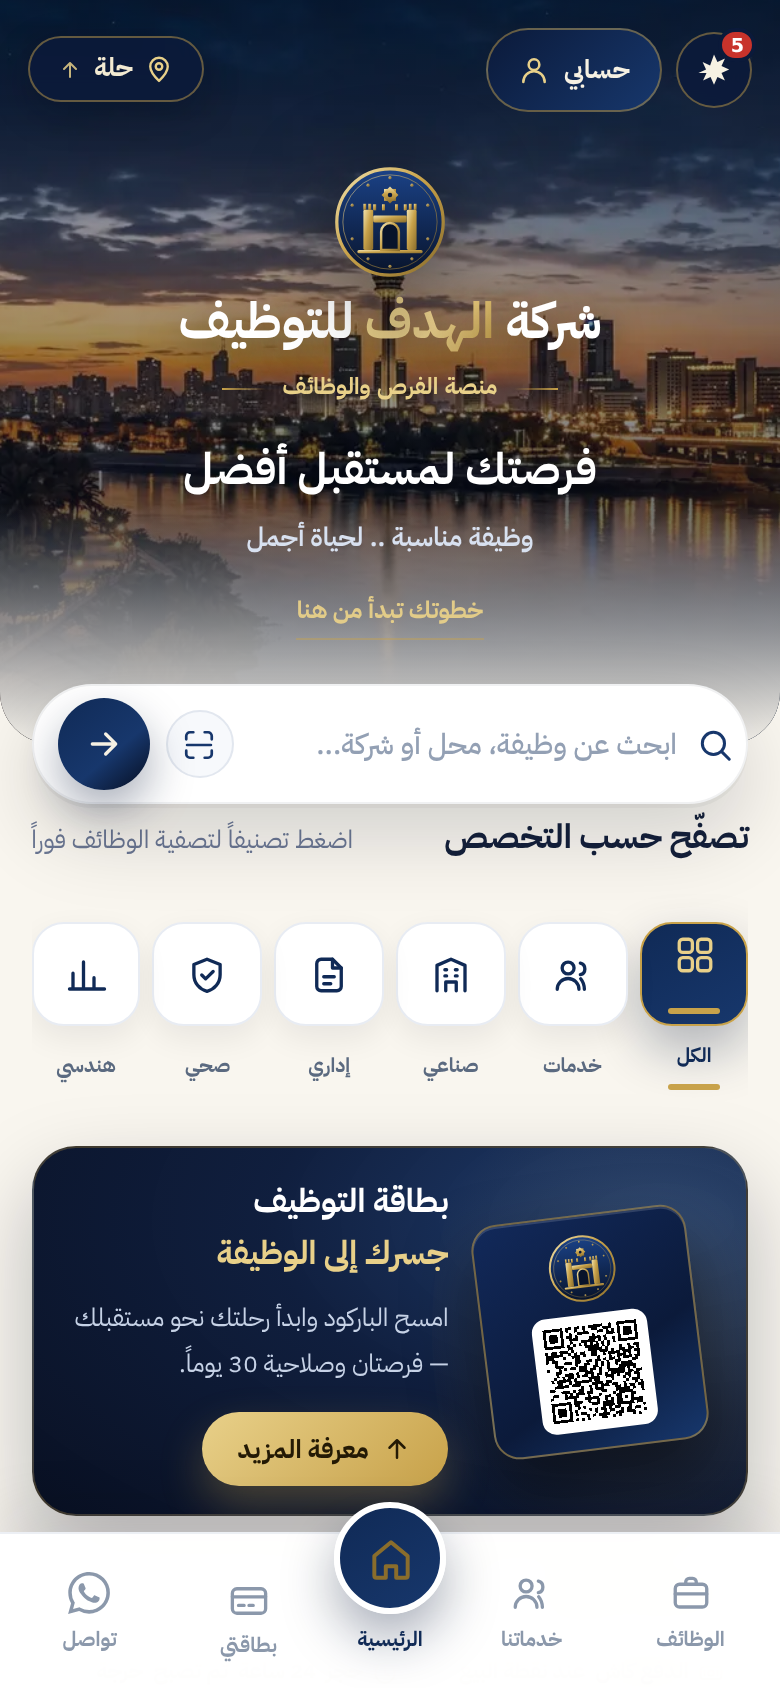 5
حسابي
حلة
شركة الهدف للتوظيف
منصة الفرص والوظائف
فرصتك لمستقبل أفضل
وظيفة مناسبة .. لحياة أجمل
خطوتك تبدأ من هنا
ابحث عن وظيفة، محل أو شركة...
تصفّح حسب التخصص
اضغط تصنيفاً لتصفية الوظائف فوراً
الكل
خدمات
صناعي
إداري
صحي
هندسي
بطاقة التوظيف
جسرك إلى الوظيفة
امسح الباركود وابدأ رحلتك نحو مستقبلك
— فرصتان وصلاحية 30 يوماً.
معرفة المزيد
الوظائف
خدماتنا
الرئيسية
بطاقتي
تواصل